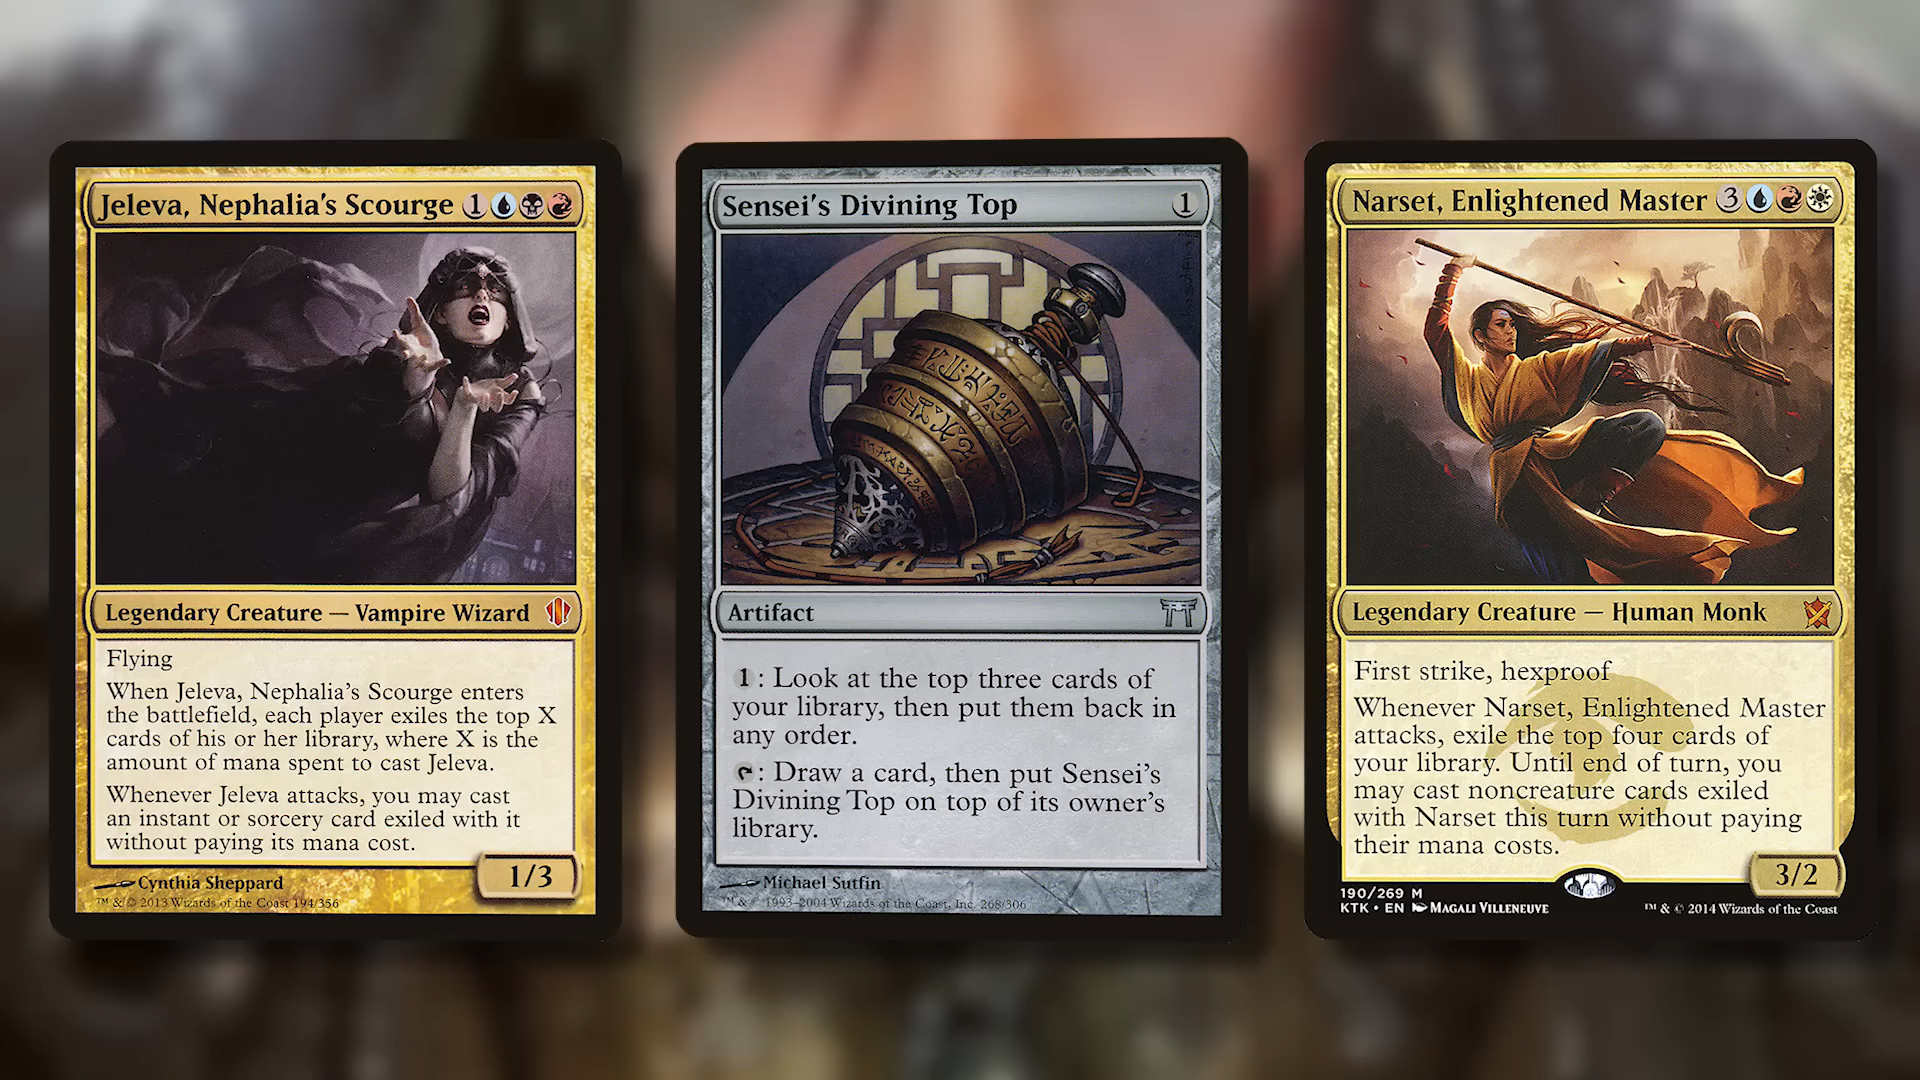 Jeleva, Nephalia's Scourge 1
Legendary Creature — Vampire Wizard
Flying
When Jeleva, Nephalia's Scourge enters
the battlefield, each player exiles the top X
cards of his or her library, where X is the
amount of mana spent to cast Jeleva.
Whenever Jeleva attacks, you may cast
an instant or sorcery card exiled with it
without paying its mana cost.
1/3
Cynthia Sheppard
™ & © 2013 Wizards of the Coast 194/356
Sensei's Divining Top 1
Artifact
1: Look at the top three cards of
your library, then put them back in
any order.
: Draw a card, then put Sensei's
Divining Top on top of its owner's
library.
Michael Sutfin
™ & © 1993–2004 Wizards of the Coast, Inc. 268/306
Narset, Enlightened Master 3
Legendary Creature — Human Monk
First strike, hexproof
Whenever Narset, Enlightened Master
attacks, exile the top four cards of
your library. Until end of turn, you
may cast noncreature cards exiled
with Narset this turn without paying
their mana costs.
3/2
190/269 M
KTK • EN MAGALI VILLENEUVE
™ & © 2014 Wizards of the Coast